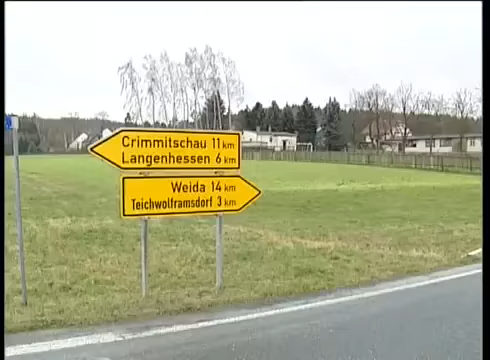 Crimmitschau 11 km
Langenhessen 6 km
Weida 14 km
Teichwolframsdorf 3 km